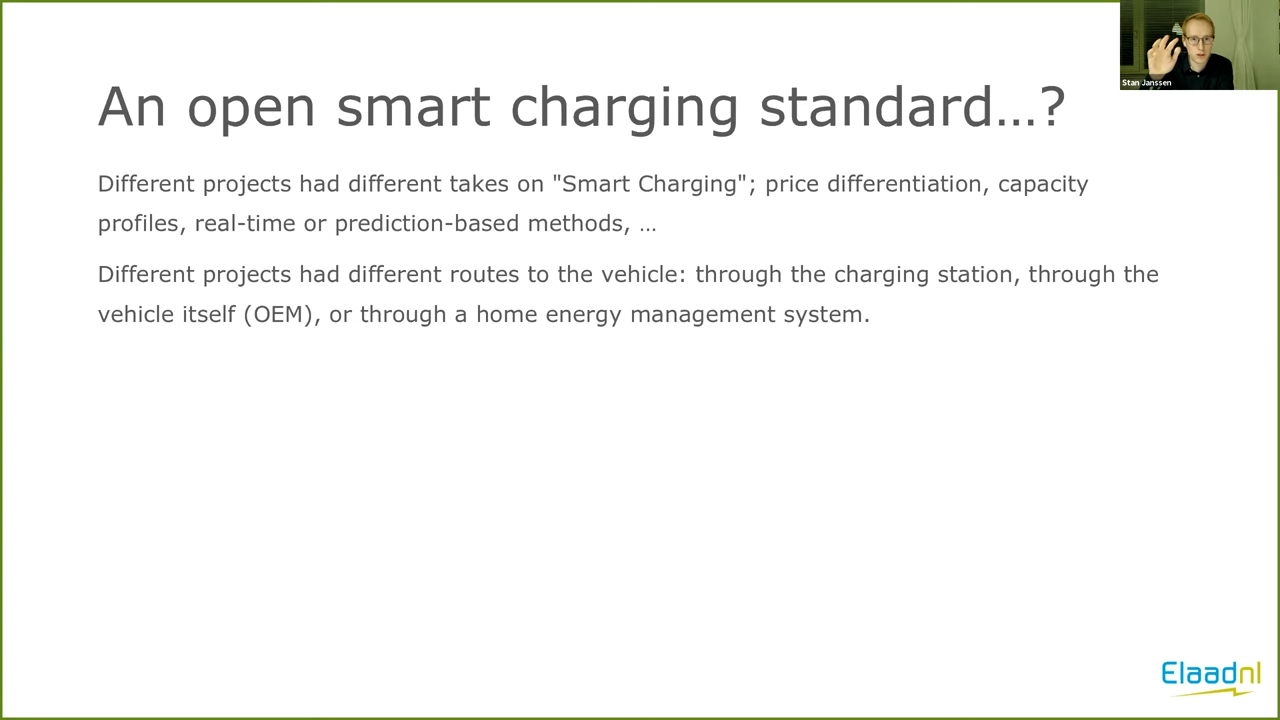 An open smart charging standard…?
Stan Janssen
Different projects had different takes on "Smart Charging"; price differentiation, capacity
profiles, real-time or prediction-based methods, …
Different projects had different routes to the vehicle: through the charging station, through the
vehicle itself (OEM), or through a home energy management system.
Elaadnl